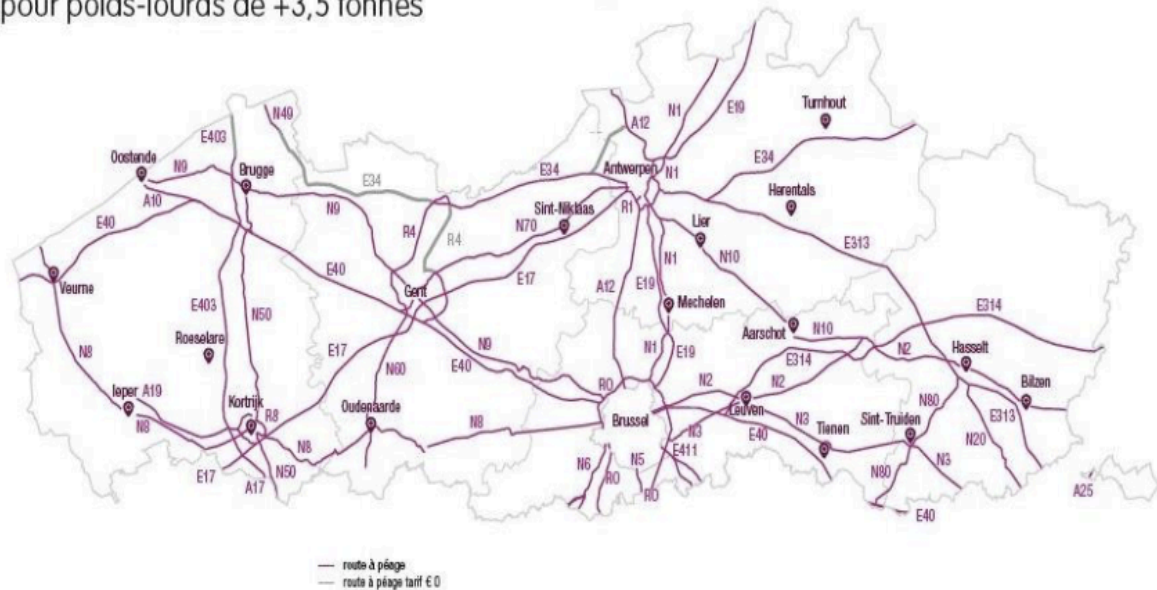 pour poids-lourds de +3,5 tonnes
N1
E19
Turnhout
A12
N49
E403
E34
Oostende
N9
Brugge
E34
E34
Antwerpen
N1
Herentals
A10
N9
Sint-Niklaas
R1
Lier
E40
R4
R4
N70
E313
N10
E40
E17
N1
Veurne
Gent
A12
E19
Mechelen
E403
N50
Aarschot
N10
E314
Roeselare
N9
N1
E19
E314
N2
Hasselt
N8
E17
N60
E40
R0
N2
N2
Bilzen
Ieper
A19
Kortrijk
R8
Oudenaarde
Brussel
Leuven
N80
E313
N8
N8
N8
N3
E40
N3
Tienen
Sint-Truiden
N20
E17
A17
N50
N6
R0
N5
R0
E411
N80
N3
A25
E40
route à péage
route à péage tarif € 0